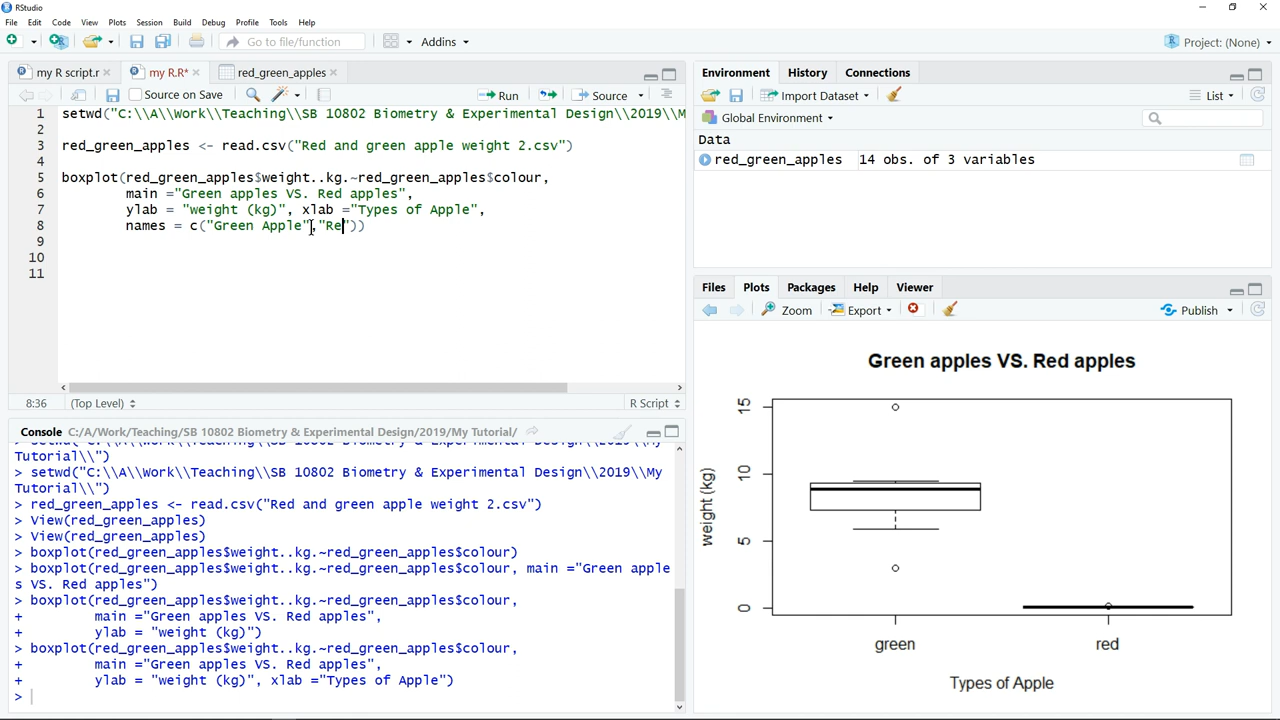 RStudio
File Edit Code View Plots Session Build Debug Profile Tools Help
Go to file/function Addins Project: (None)
my R script.r my R.R* red_green_apples
Source on Save Run Source
1 setwd("C:\\A\\Work\\Teaching\\SB 10802 Biometry & Experimental Design\\2019\\M
2
3 red_green_apples <- read.csv("Red and green apple weight 2.csv")
4
5 boxplot(red_green_apples$weight..kg.~red_green_apples$colour,
6 main ="Green apples VS. Red apples",
7 ylab = "weight (kg)", xlab ="Types of Apple",
8 names = c("Green Apple","Re"))
9
10
11
8:36 (Top Level) R Script
Console C:/A/Work/Teaching/SB 10802 Biometry & Experimental Design/2019/My Tutorial/
Tutorial\\")
> setwd("C:\\A\\Work\\Teaching\\SB 10802 Biometry & Experimental Design\\2019\\My
Tutorial\\")
> red_green_apples <- read.csv("Red and green apple weight 2.csv")
> View(red_green_apples)
> View(red_green_apples)
> boxplot(red_green_apples$weight..kg.~red_green_apples$colour)
> boxplot(red_green_apples$weight..kg.~red_green_apples$colour, main ="Green apple
s VS. Red apples")
> boxplot(red_green_apples$weight..kg.~red_green_apples$colour,
+ main ="Green apples VS. Red apples",
+ ylab = "weight (kg)")
> boxplot(red_green_apples$weight..kg.~red_green_apples$colour,
+ main ="Green apples VS. Red apples",
+ ylab = "weight (kg)", xlab ="Types of Apple")
>
Environment History Connections
Import Dataset List
Global Environment
Data
red_green_apples 14 obs. of 3 variables
Files Plots Packages Help Viewer
Zoom Export Publish
Green apples VS. Red apples
weight (kg)
15
10
5
0
green red
Types of Apple